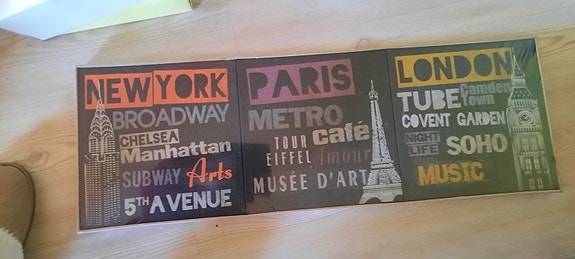 NEW YORK
BROADWAY
CHELSEA
Manhattan
SUBWAY Arts
5TH AVENUE
PARIS
METRO
TOUR Café
EIFFEL Amour
MUSÉE D'ART
LONDON
TUBE Camden Town
COVENT GARDEN
NIGHT LIFE SOHO
MUSIC